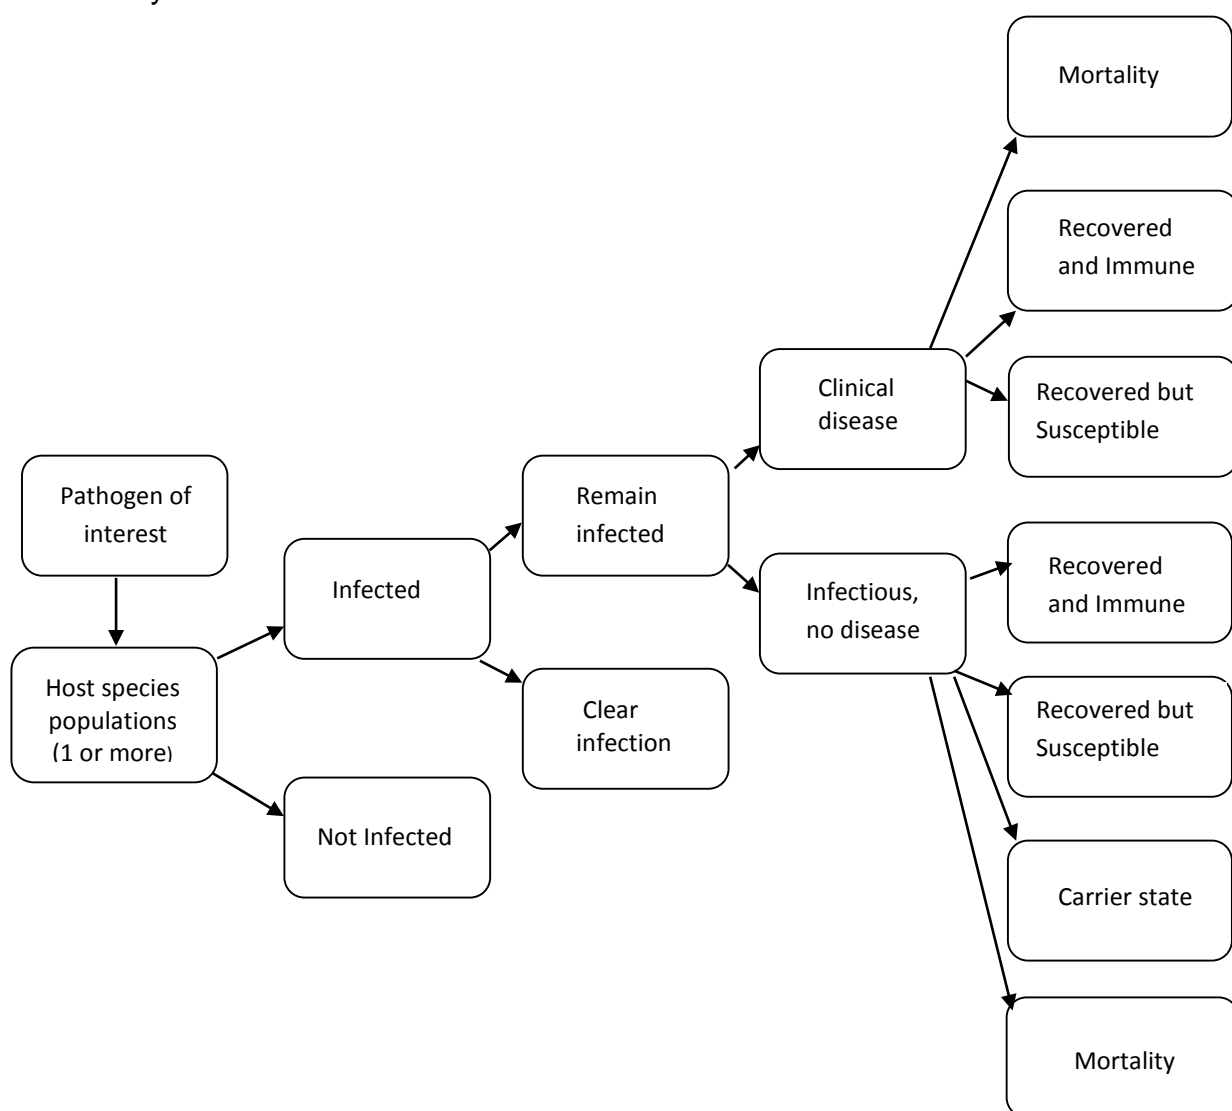 Mortality
Recovered
and Immune
Clinical
disease
Recovered but
Susceptible
Pathogen of
interest
Remain
infected
Infected
Infectious,
no disease
Recovered
and Immune
Host species
populations
(1 or more)
Clear
infection
Recovered but
Susceptible
Not Infected
Carrier state
Mortality